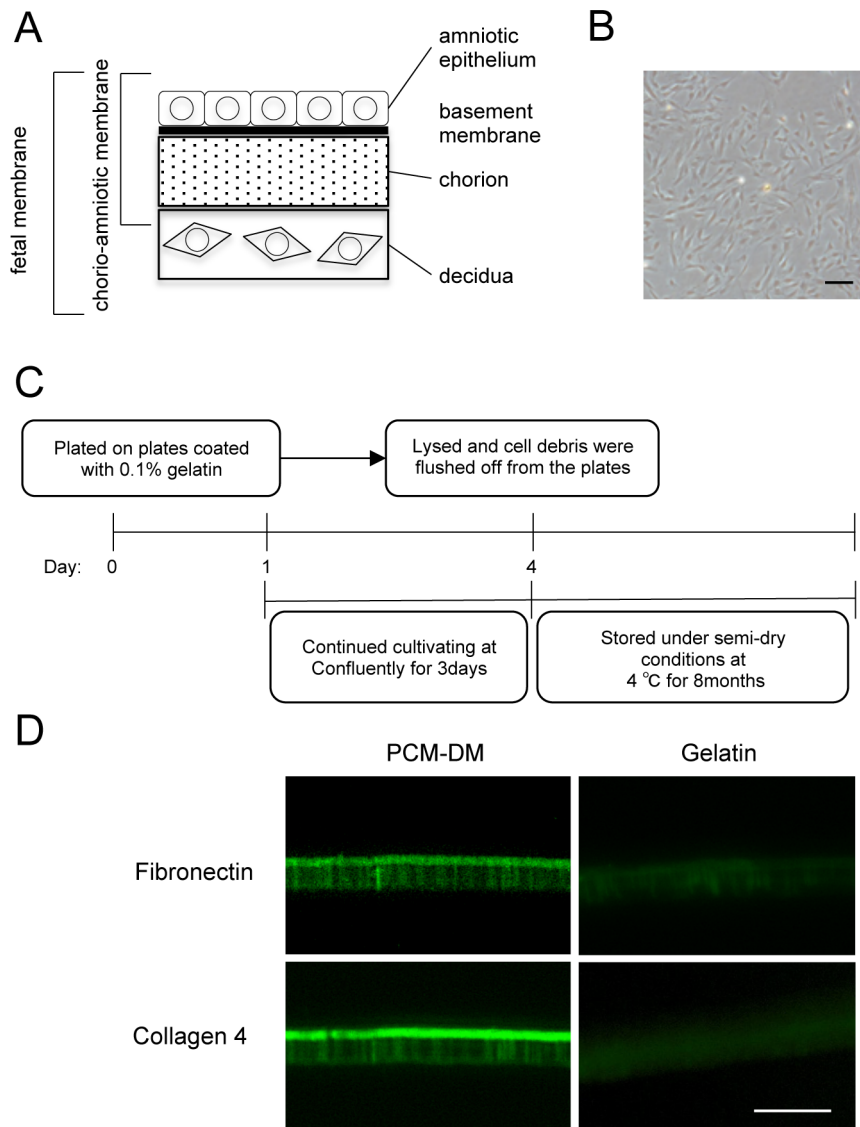 A
amniotic
epithelium
basement
membrane
chorion
decidua
fetal membrane
chorio-amniotic membrane
B
C
Plated on plates coated
with 0.1% gelatin
Lysed and cell debris were
flushed off from the plates
Day: 0 1 4
Continued cultivating at
Confluently for 3days
Stored under semi-dry
conditions at
4 °C for 8months
D
PCM-DM Gelatin
Fibronectin
Collagen 4